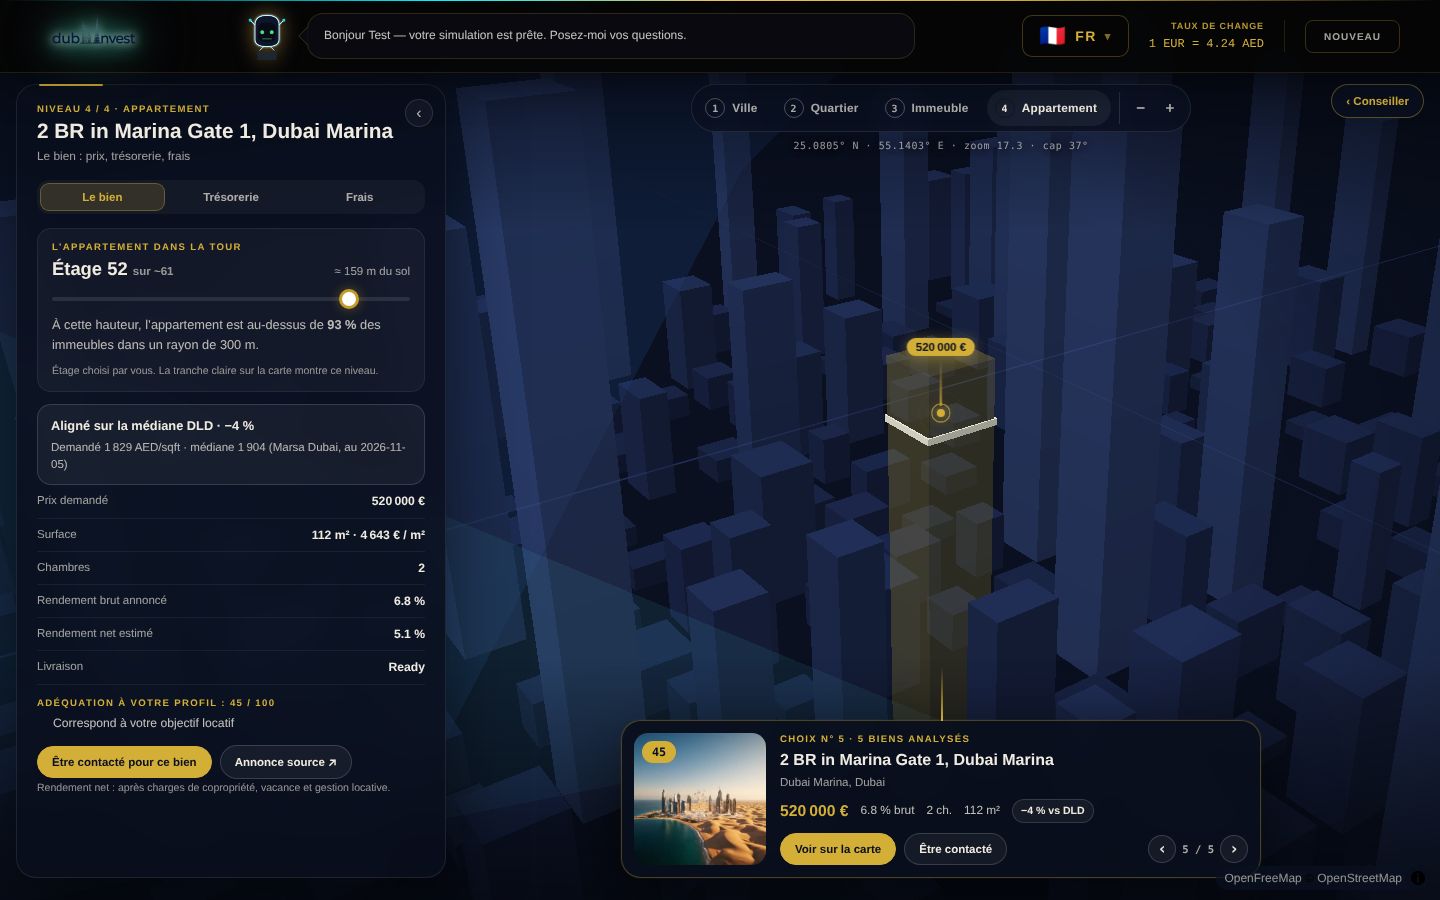 dubAInvest
Bonjour Test — votre simulation est prête. Posez-moi vos questions.
FR ▾
TAUX DE CHANGE
1 EUR = 4.24 AED
NOUVEAU
NIVEAU 4 / 4 · APPARTEMENT
2 BR in Marina Gate 1, Dubai Marina
Le bien : prix, trésorerie, frais
‹
Le bien
Trésorerie
Frais
L'APPARTEMENT DANS LA TOUR
Étage 52 sur ~61
≈ 159 m du sol
À cette hauteur, l'appartement est au-dessus de 93 % des
immeubles dans un rayon de 300 m.
Étage choisi par vous. La tranche claire sur la carte montre ce niveau.
Aligné sur la médiane DLD · −4 %
Demandé 1 829 AED/sqft · médiane 1 904 (Marsa Dubai, au 2026-11-
05)
Prix demandé 520 000 €
Surface 112 m² · 4 643 € / m²
Chambres 2
Rendement brut annoncé 6.8 %
Rendement net estimé 5.1 %
Livraison Ready
ADÉQUATION À VOTRE PROFIL : 45 / 100
Correspond à votre objectif locatif
Être contacté pour ce bien
Annonce source ↗
Rendement net : après charges de copropriété, vacance et gestion locative.
1 Ville
2 Quartier
3 Immeuble
4 Appartement
− +
25.0805° N · 55.1403° E · zoom 17.3 · cap 37°
‹ Conseiller
520 000 €
45
CHOIX N° 5 · 5 BIENS ANALYSÉS
2 BR in Marina Gate 1, Dubai Marina
Dubai Marina, Dubai
520 000 € 6.8 % brut 2 ch. 112 m² −4 % vs DLD
Voir sur la carte
Être contacté
‹ 5 / 5 ›
OpenFreeMap © OpenStreetMap